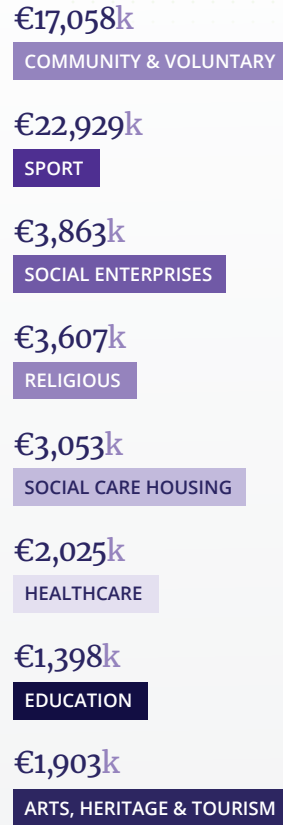 €17,058k
COMMUNITY & VOLUNTARY
€22,929k
SPORT
€3,863k
SOCIAL ENTERPRISES
€3,607k
RELIGIOUS
€3,053k
SOCIAL CARE HOUSING
€2,025k
HEALTHCARE
€1,398k
EDUCATION
€1,903k
ARTS, HERITAGE & TOURISM